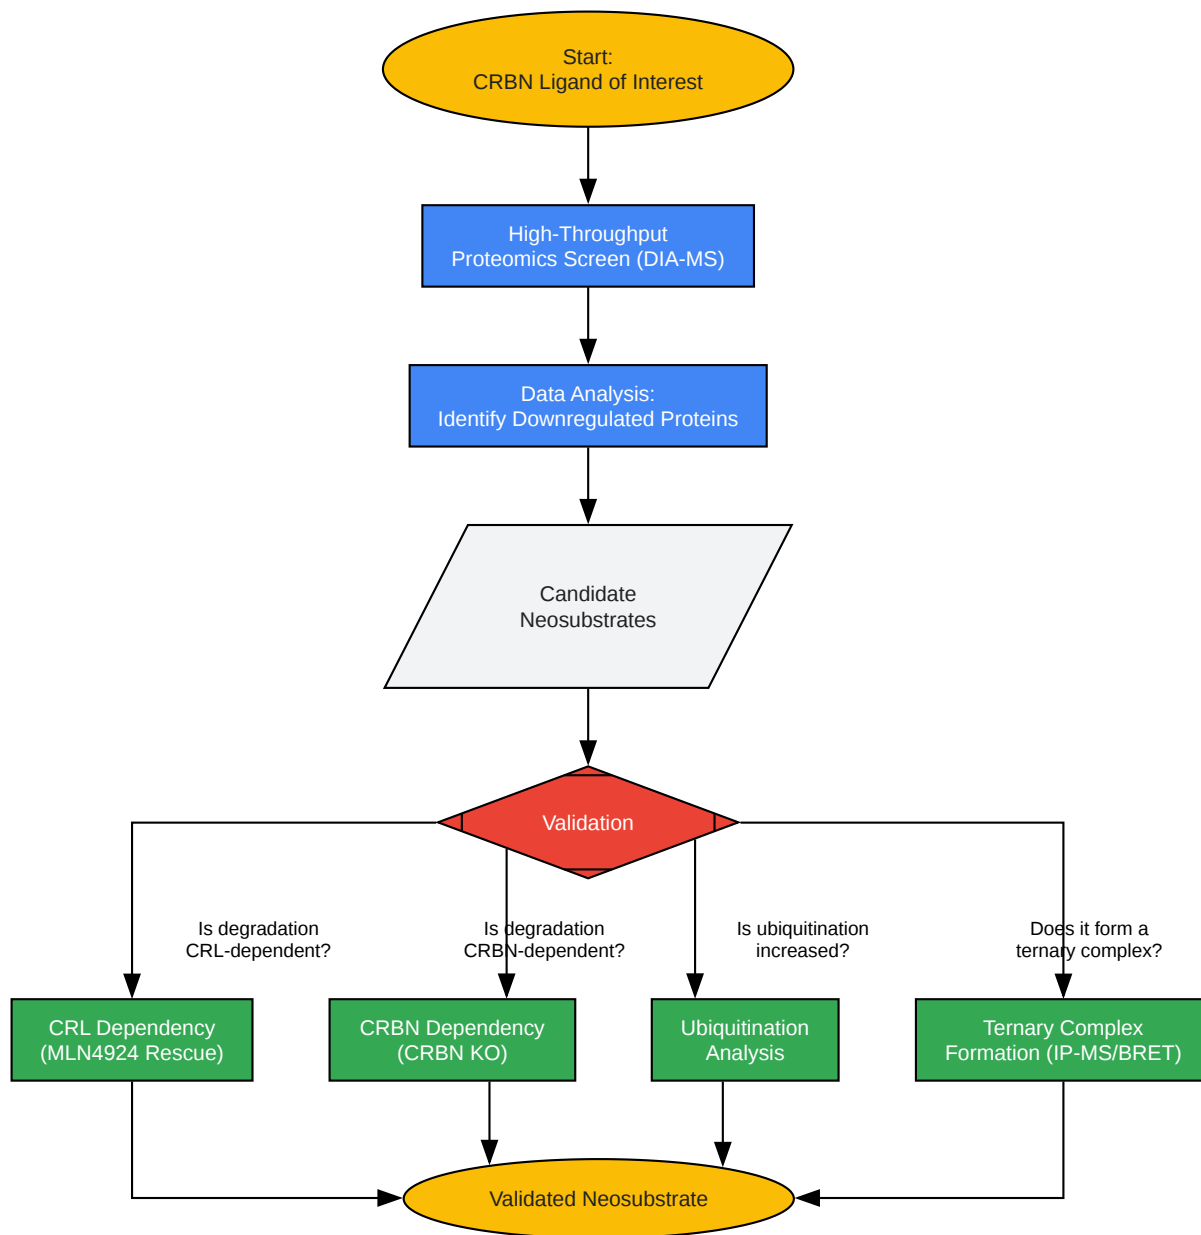 Start:
CRBN Ligand of Interest
High-Throughput
Proteomics Screen (DIA-MS)
Data Analysis:
Identify Downregulated Proteins
Candidate
Neosubstrates
Validation
Is degradation
CRL-dependent?
Is degradation
CRBN-dependent?
Is ubiquitination
increased?
Does it form a
ternary complex?
CRL Dependency
(MLN4924 Rescue)
CRBN Dependency
(CRBN KO)
Ubiquitination
Analysis
Ternary Complex
Formation (IP-MS/BRET)
Validated Neosubstrate